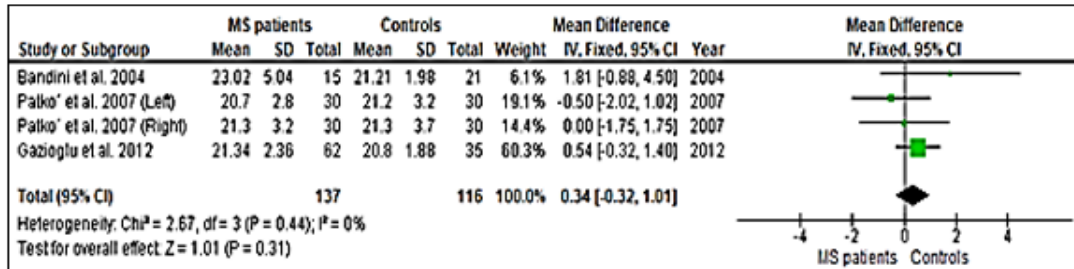 MS patients Controls Mean Difference Mean Difference
Study or Subgroup Mean SD Total Mean SD Total Weight IV, Fixed, 95% CI Year IV, Fixed, 95% CI
Bandini et al. 2004 23.02 5.04 15 21.21 1.98 21 6.1% 1.81 [-0.88, 4.50] 2004
Palko' et al. 2007 (Left) 20.7 2.8 30 21.2 3.2 30 19.1% -0.50 [-2.02, 1.02] 2007
Palko' et al. 2007 (Right) 21.3 3.2 30 21.3 3.7 30 14.4% 0.00 [-1.75, 1.75] 2007
Gazioglu et al. 2012 21.34 2.36 62 20.8 1.88 35 60.3% 0.54 [-0.32, 1.40] 2012
Total (95% CI) 137 116 100.0% 0.34 [-0.32, 1.01]
Heterogeneity: Chi² = 2.67, df = 3 (P = 0.44); I² = 0%
Test for overall effect: Z = 1.01 (P = 0.31)
-4 -2 0 2 4
MS patients Controls